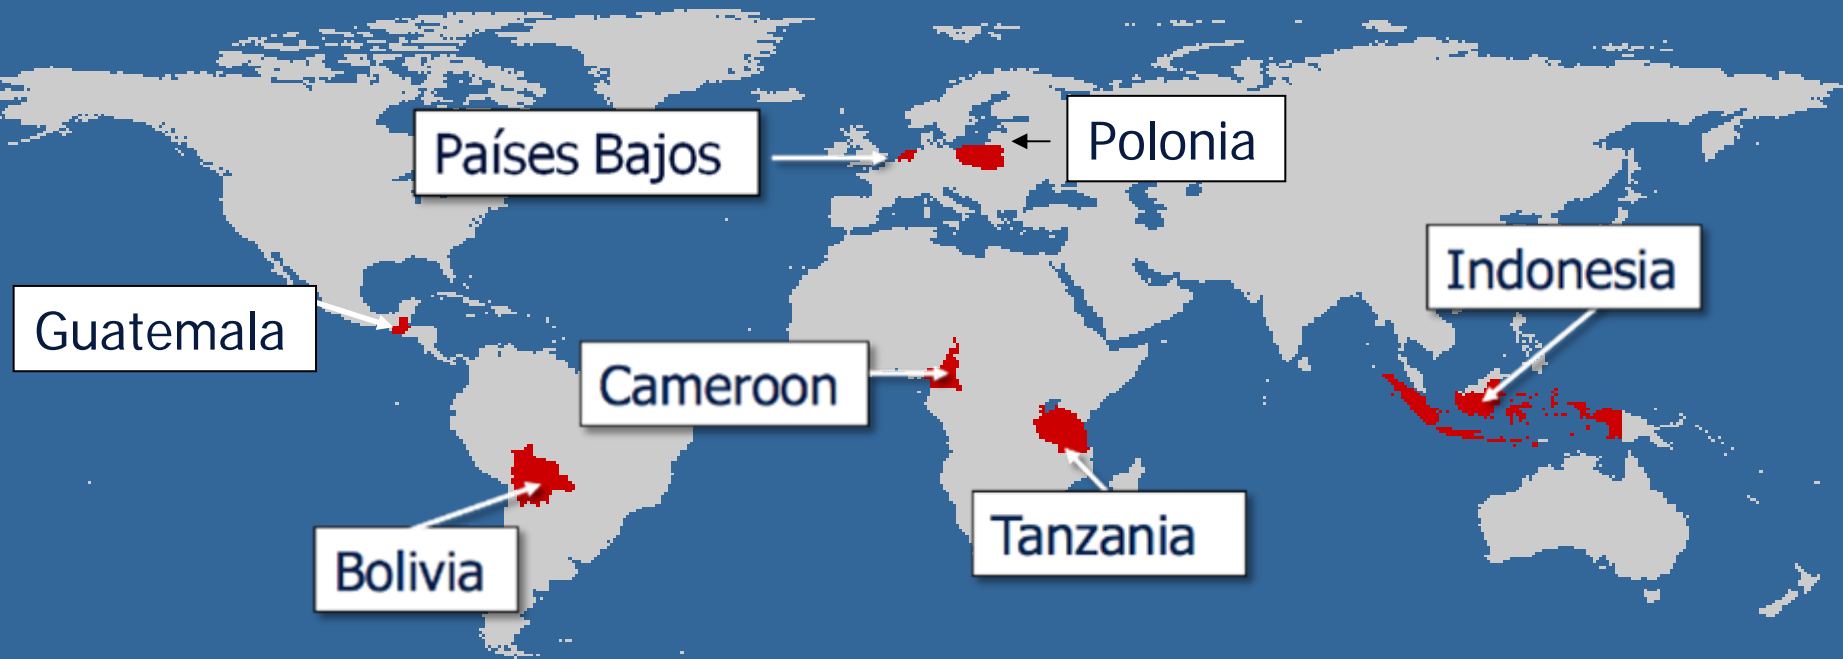 Países Bajos
Polonia
Indonesia
Guatemala
Cameroon
Tanzania
Bolivia